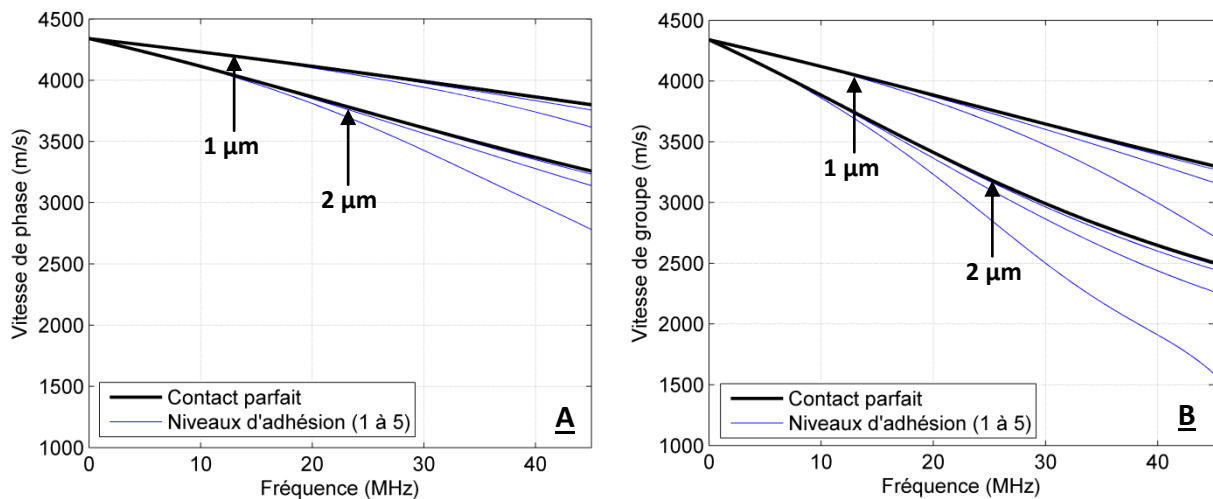 4500
4000
3500
3000
2500
2000
1500
1000
Vitesse de phase (m/s)
1 µm
2 µm
Contact parfait
Niveaux d'adhésion (1 à 5)
A
0
10
20
30
40
Fréquence (MHz)
4500
4000
3500
3000
2500
2000
1500
1000
500
Vitesse de groupe (m/s)
1 µm
2 µm
Contact parfait
Niveaux d'adhésion (1 à 5)
B
0
10
20
30
40
Fréquence (MHz)